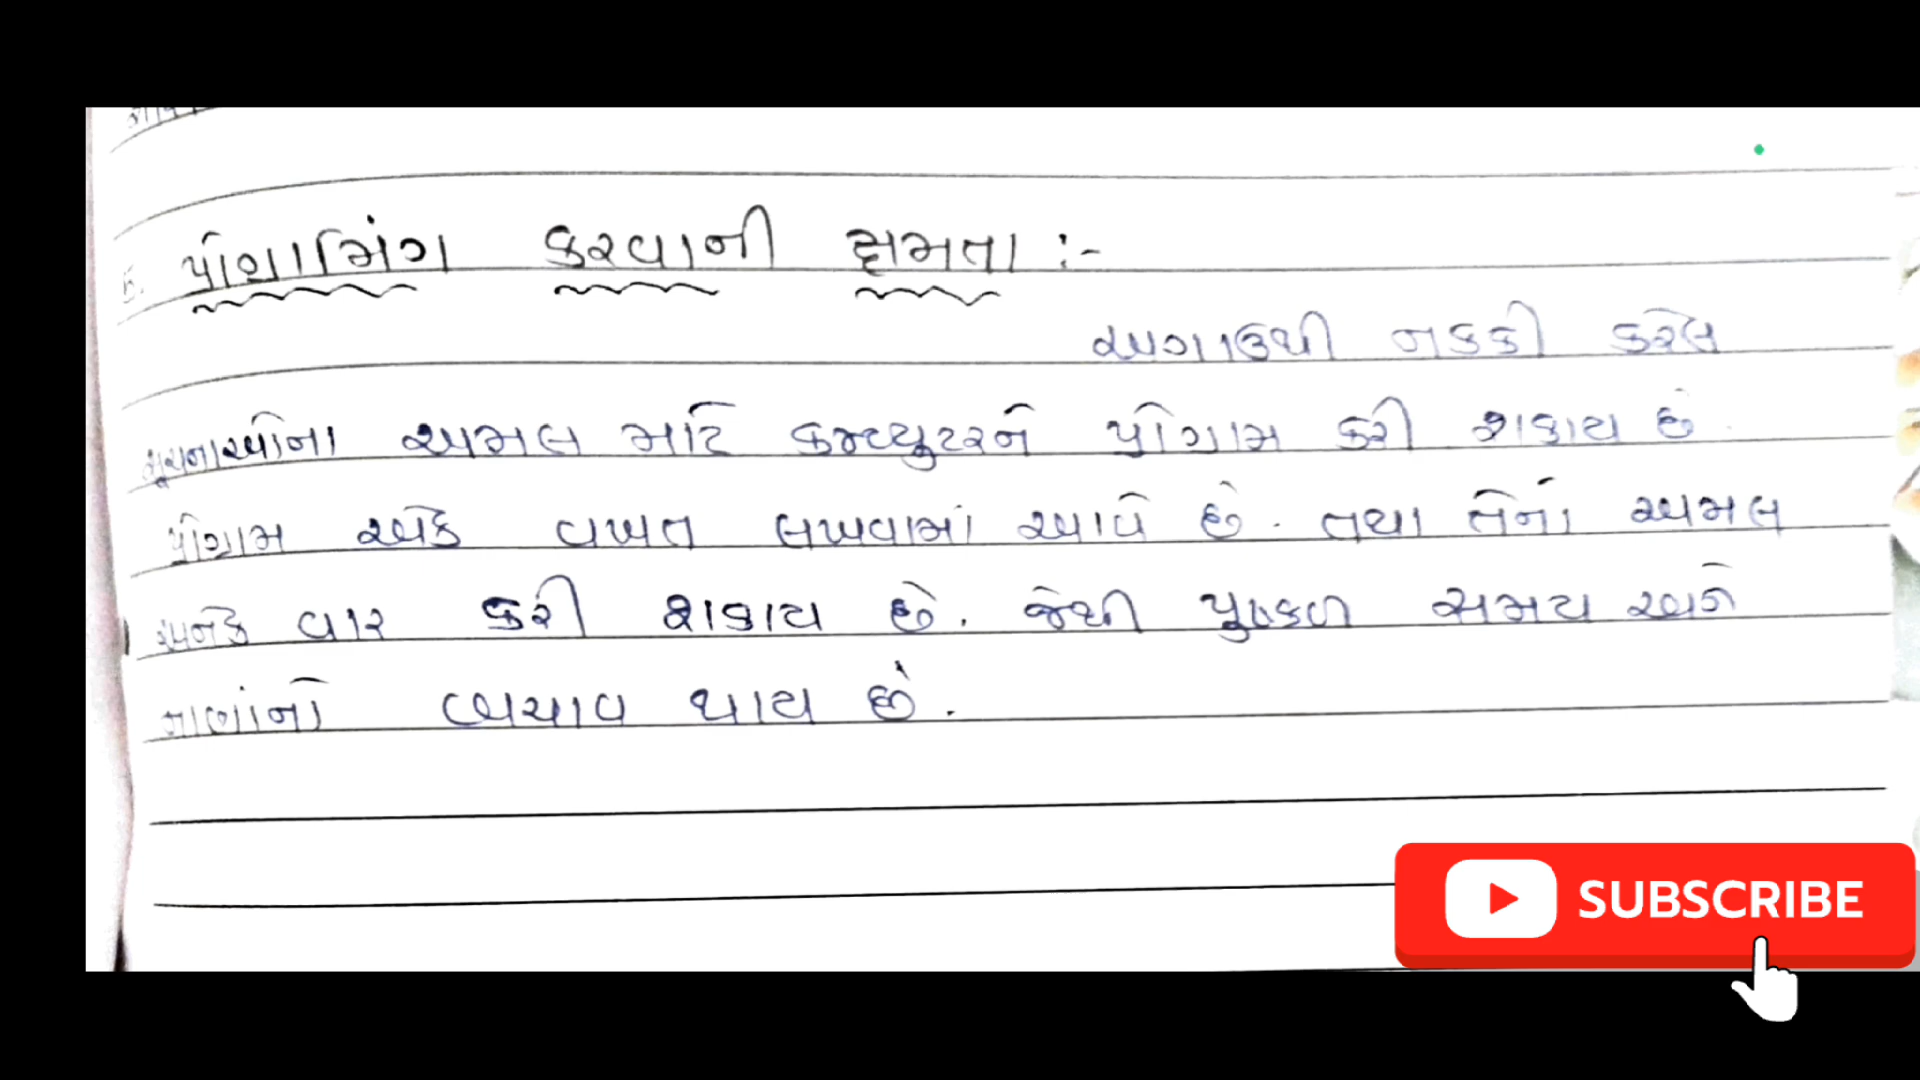 પ્રોગ્રામિંગ કરવાની ક્ષમતા :-
અગાઉથી નક્કી કરેલ
સૂચનાઓના અમલ માટે કમ્પ્યુટરને પ્રોગ્રામ કરી શકાય છે.
પ્રોગ્રામ એક વખત લખવામાં આવે છે. તથા તેનો અમલ
અનેક વાર કરી શકાય છે. જેથી પુષ્કળ સમય અને
નાણાંનો બચાવ થાય છે.
SUBSCRIBE